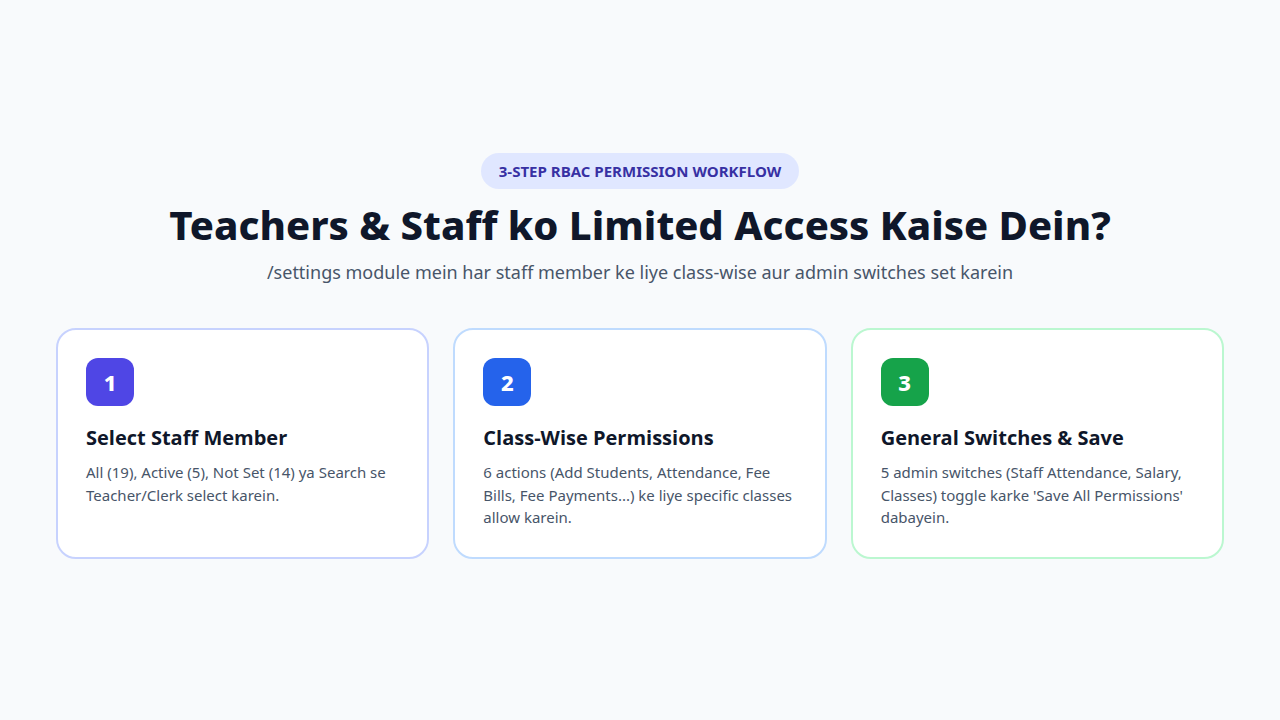 3-STEP RBAC PERMISSION WORKFLOW
Teachers & Staff ko Limited Access Kaise Dein?
/settings module mein har staff member ke liye class-wise aur admin switches set karein
1
Select Staff Member
All (19), Active (5), Not Set (14) ya Search se
Teacher/Clerk select karein.
2
Class-Wise Permissions
6 actions (Add Students, Attendance, Fee
Bills, Fee Payments...) ke liye specific classes
allow karein.
3
General Switches & Save
5 admin switches (Staff Attendance, Salary,
Classes) toggle karke 'Save All Permissions'
dabayein.